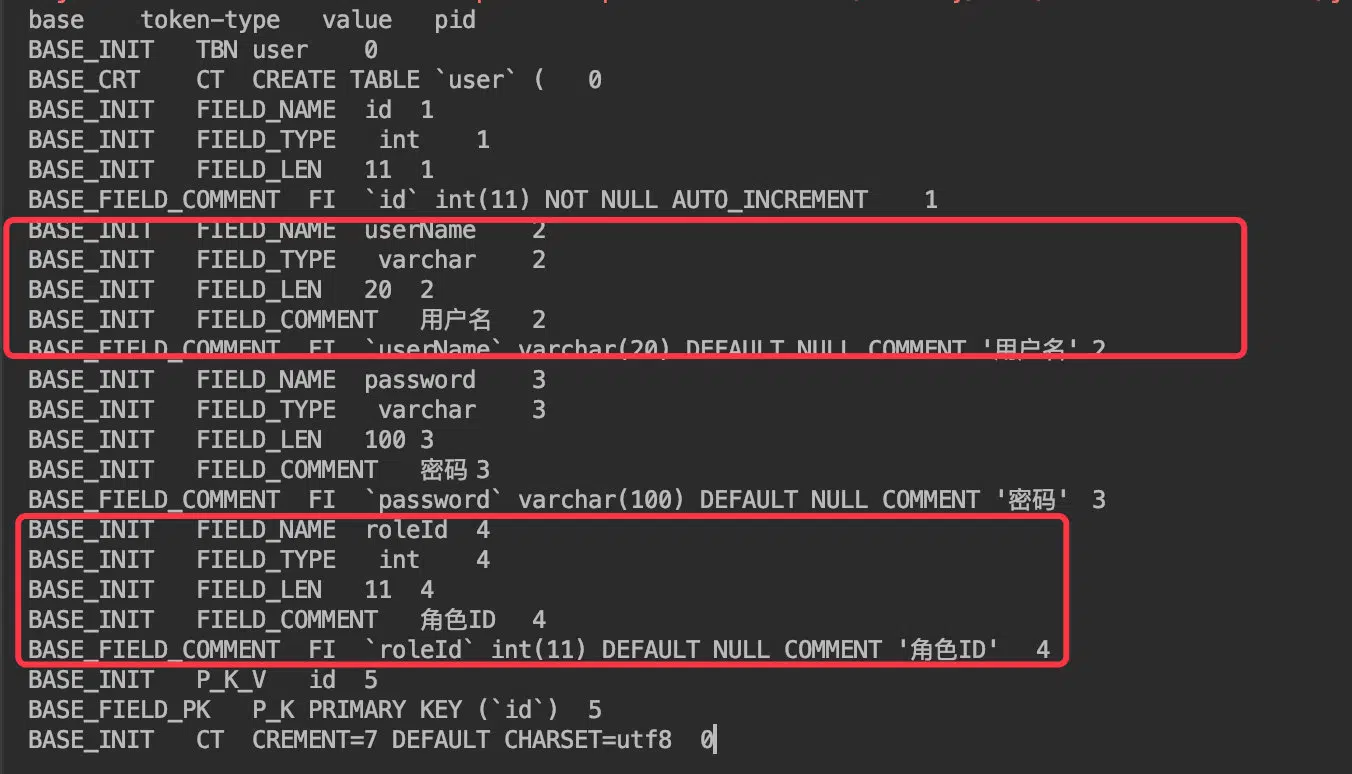 base token-type value pid
BASE_INIT TBN user 0
BASE_CRT CT CREATE TABLE `user` ( 0
BASE_INIT FIELD_NAME id 1
BASE_INIT FIELD_TYPE int 1
BASE_INIT FIELD_LEN 11 1
BASE_FIELD_COMMENT FI `id` int(11) NOT NULL AUTO_INCREMENT 1
BASE_INIT FIELD_NAME userName 2
BASE_INIT FIELD_TYPE varchar 2
BASE_INIT FIELD_LEN 20 2
BASE_INIT FIELD_COMMENT 用户名 2
BASE_FIELD_COMMENT FI `userName` varchar(20) DEFAULT NULL COMMENT '用户名' 2
BASE_INIT FIELD_NAME password 3
BASE_INIT FIELD_TYPE varchar 3
BASE_INIT FIELD_LEN 100 3
BASE_INIT FIELD_COMMENT 密码 3
BASE_FIELD_COMMENT FI `password` varchar(100) DEFAULT NULL COMMENT '密码' 3
BASE_INIT FIELD_NAME roleId 4
BASE_INIT FIELD_TYPE int 4
BASE_INIT FIELD_LEN 11 4
BASE_INIT FIELD_COMMENT 角色ID 4
BASE_FIELD_COMMENT FI `roleId` int(11) DEFAULT NULL COMMENT '角色ID' 4
BASE_INIT P_K_V id 5
BASE_FIELD_PK P_K PRIMARY KEY (`id`) 5
BASE_INIT CT CREMENT=7 DEFAULT CHARSET=utf8 0